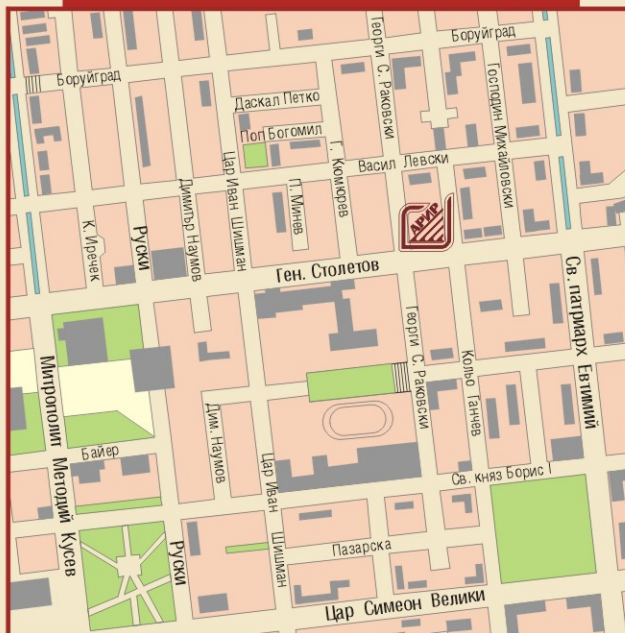 Боруйград
Георги С. Раковски
Боруйград
Даскал Петко
Господин Михайловски
Поп Богомил
Г. Кюмюрев
Васил Левски
Цар Иван Шишман
Димитър Наумов
П. Минев
АРИР
К. Иречек
Руски
Ген. Столетов
Св. патриарх Евтимий
Георги С. Раковски
Кольо Ганчев
Митрополит Методий Кусев
Дим. Наумов
Байер
Цар Иван Шишман
Св. княз Борис I
Руски
Пазарска
Цар Симеон Велики